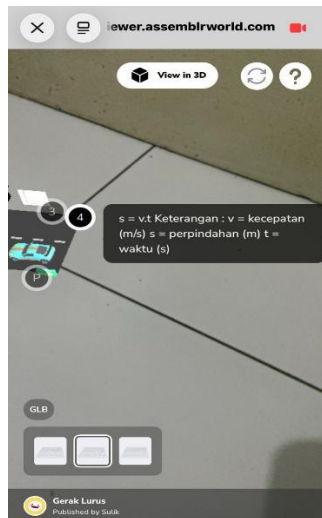 iewer.assemblrworld.com
View in 3D
?
3
4
s = v.t Keterangan : v = kecepatan
(m/s) s = perpindahan (m) t =
waktu (s)
P
GLB
Gerak Lurus
Published by Sulik